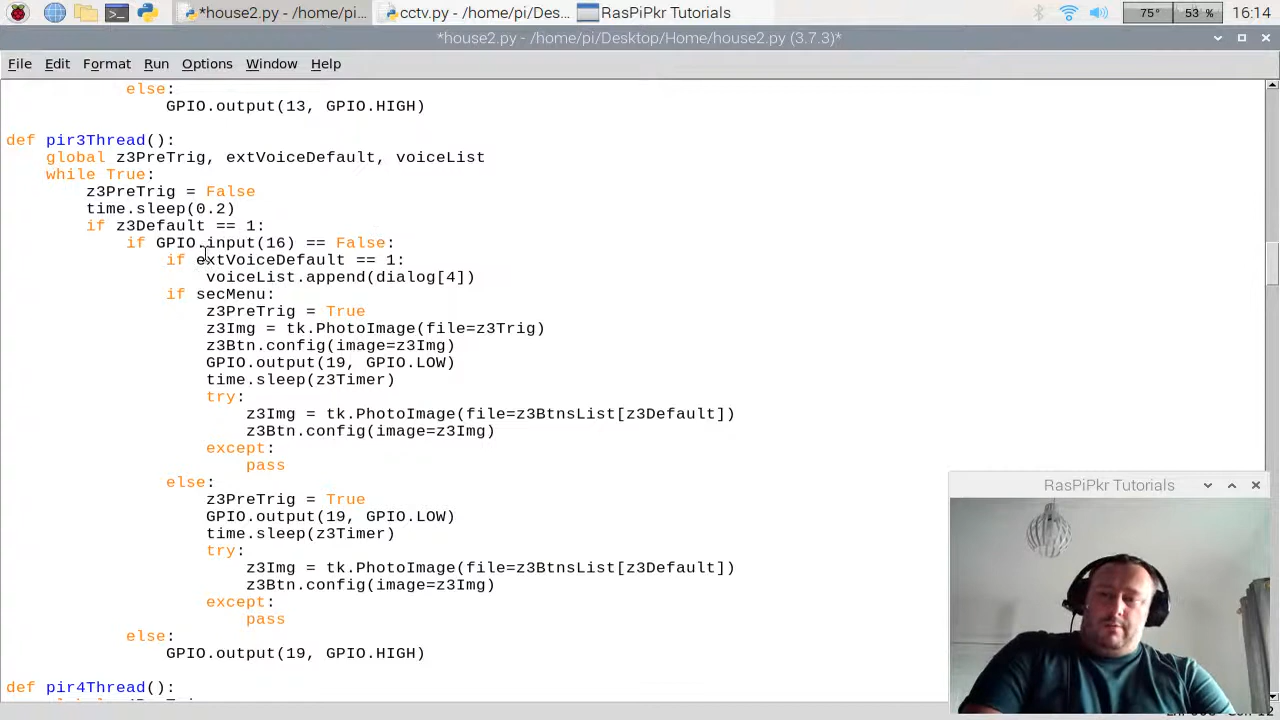 *house2.py - /home/pi...
cctv.py - /home/pi/Des...
RasPiPkr Tutorials
75°
53 %
16:14
*house2.py - /home/pi/Desktop/Home/house2.py (3.7.3)*
File Edit Format Run Options Window Help
else:
GPIO.output(13, GPIO.HIGH)
def pir3Thread():
global z3PreTrig, extVoiceDefault, voiceList
while True:
z3PreTrig = False
time.sleep(0.2)
if z3Default == 1:
if GPIO.input(16) == False:
if extVoiceDefault == 1:
voiceList.append(dialog[4])
if secMenu:
z3PreTrig = True
z3Img = tk.PhotoImage(file=z3Trig)
z3Btn.config(image=z3Img)
GPIO.output(19, GPIO.LOW)
time.sleep(z3Timer)
try:
z3Img = tk.PhotoImage(file=z3BtnsList[z3Default])
z3Btn.config(image=z3Img)
except:
pass
else:
z3PreTrig = True
GPIO.output(19, GPIO.LOW)
time.sleep(z3Timer)
try:
z3Img = tk.PhotoImage(file=z3BtnsList[z3Default])
z3Btn.config(image=z3Img)
except:
pass
else:
GPIO.output(19, GPIO.HIGH)
def pir4Thread():
RasPiPkr Tutorials